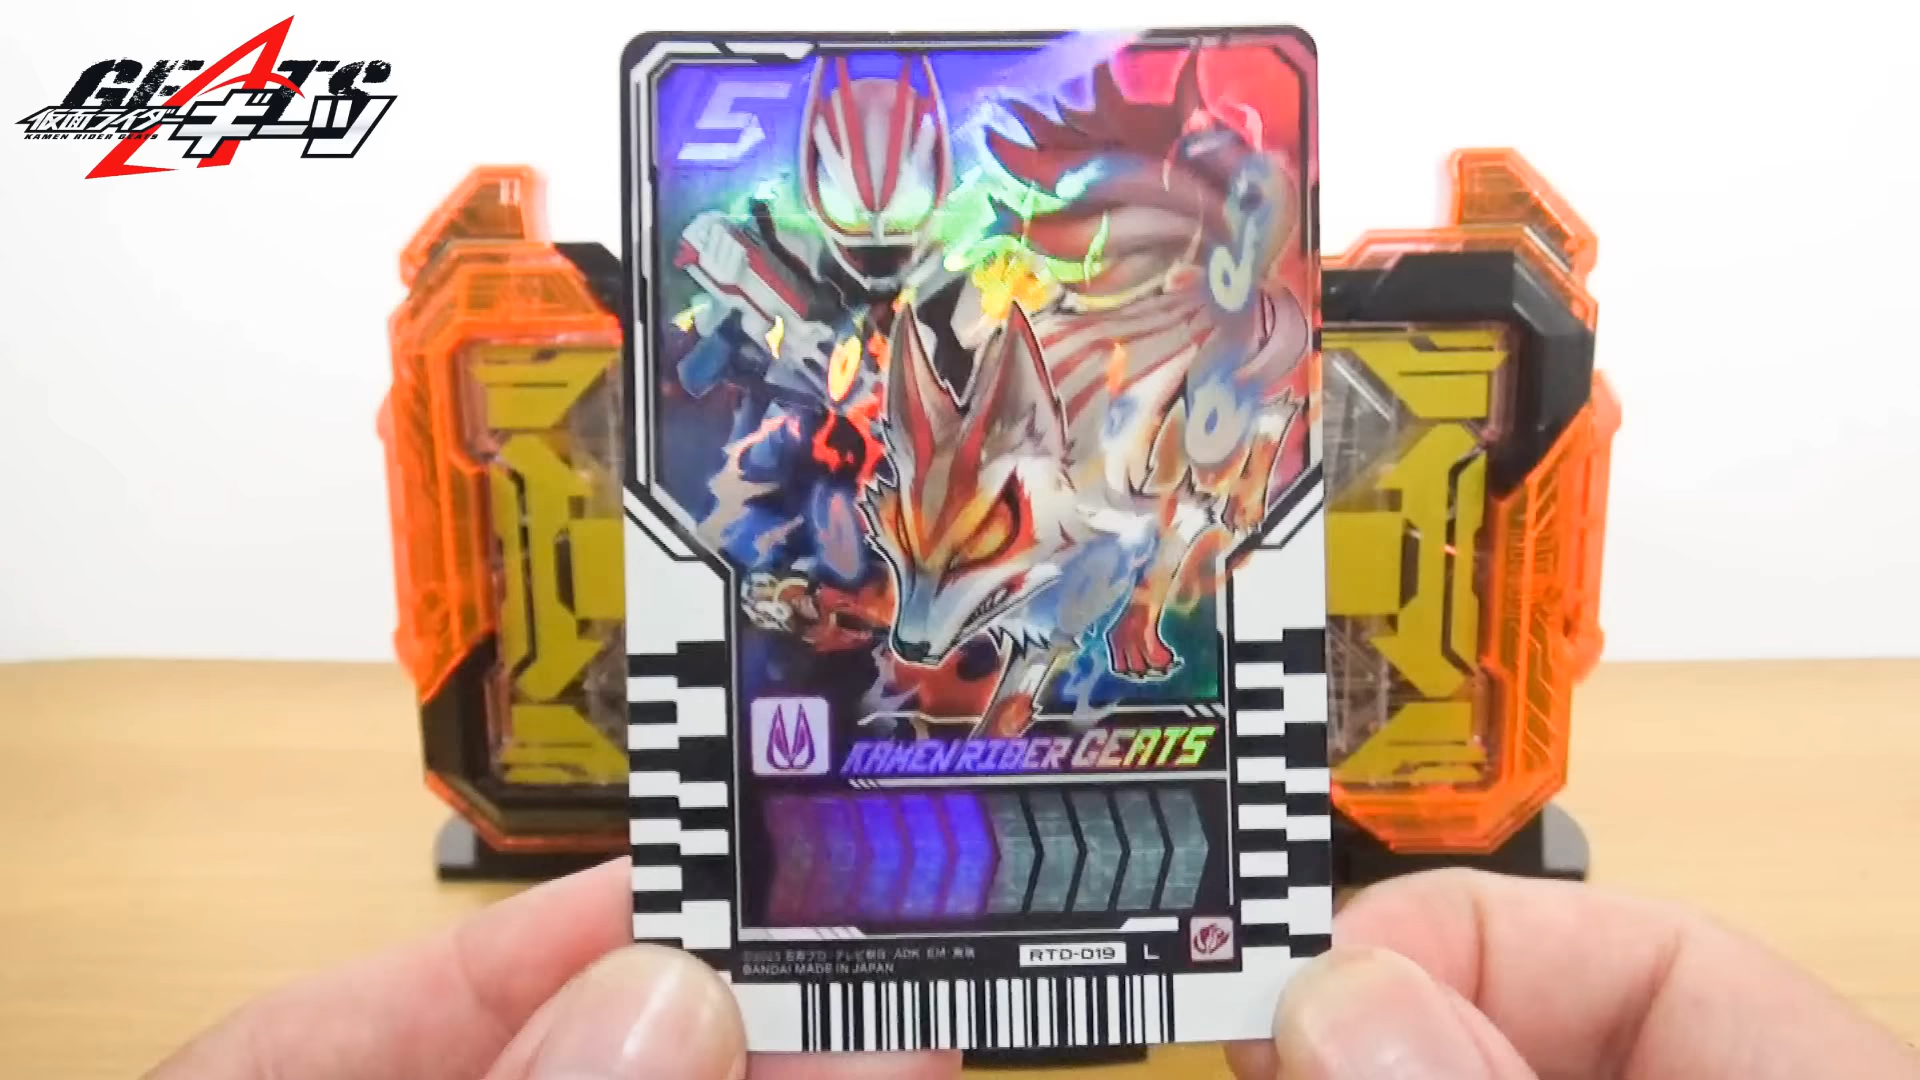 GEATS
仮面ライダーギーツ
KAMEN RIDER GEATS
5
KAMEN RIDER GEATS
RTD-019 L
BANDAI MADE IN JAPAN